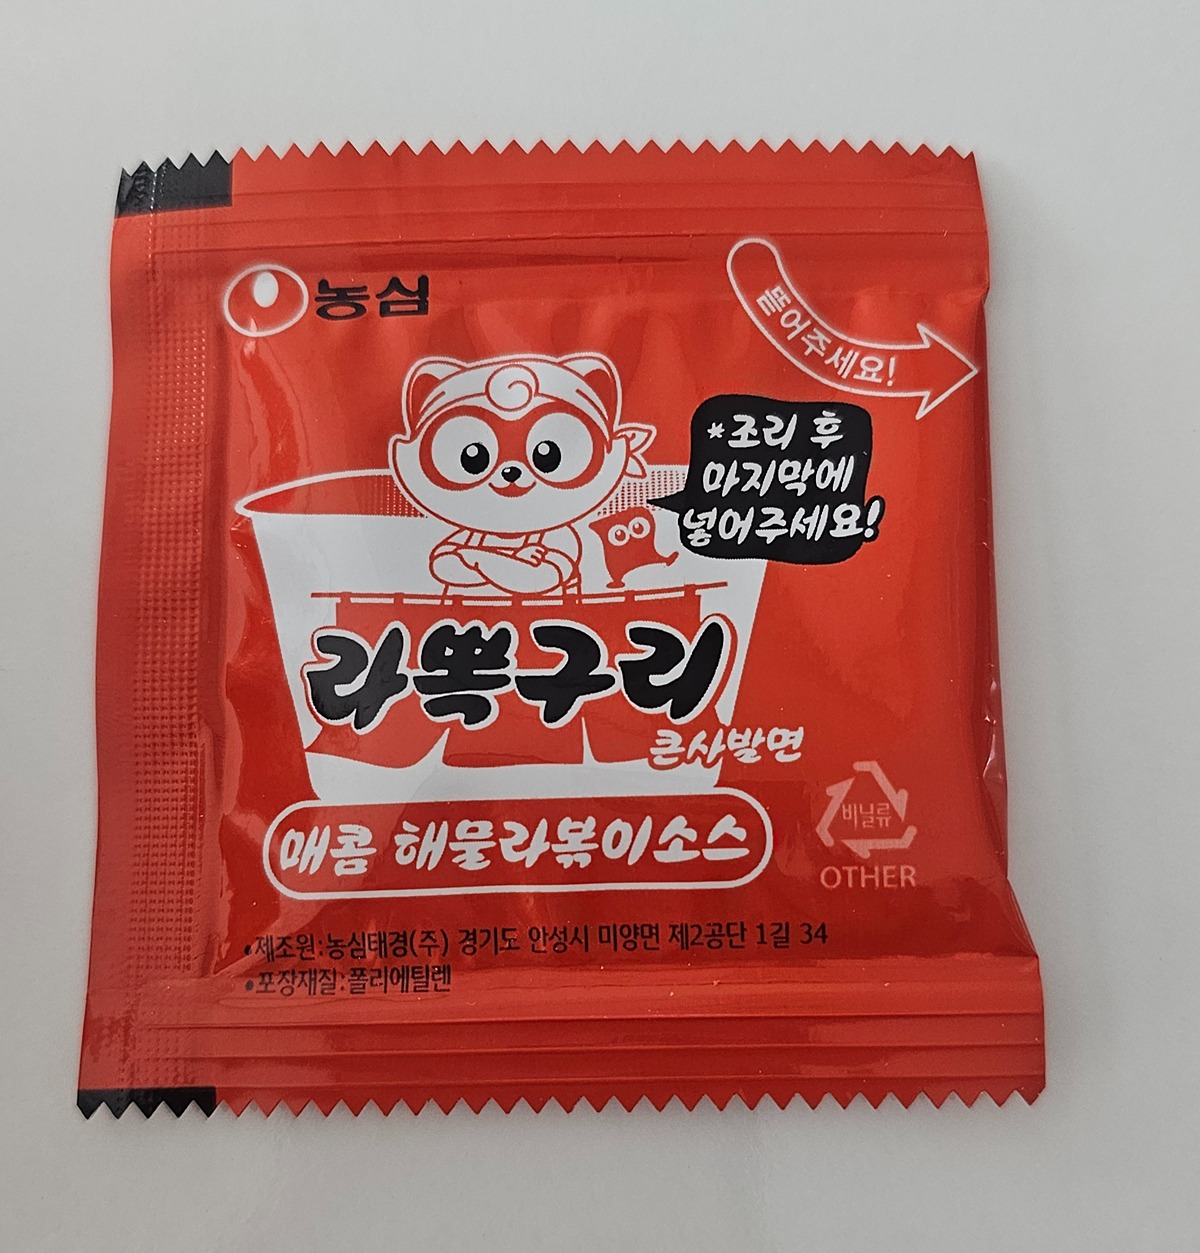 농심
뜯어주세요!
*조리 후
마지막에
넣어주세요!
라뽁구리
큰사발면
매콤 해물라볶이소스
비닐류
OTHER
•제조원:농심태경(주) 경기도 안성시 미양면 제2공단 1길 34
•포장재질:폴리에틸렌